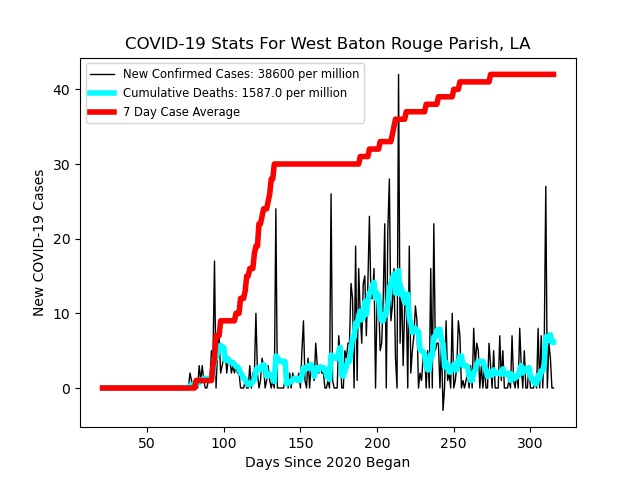 COVID-19 Stats For West Baton Rouge Parish, LA
New Confirmed Cases: 38600 per million
Cumulative Deaths: 1587.0 per million
7 Day Case Average
40
30
20
10
0
New COVID-19 Cases
50 100 150 200 250 300
Days Since 2020 Began